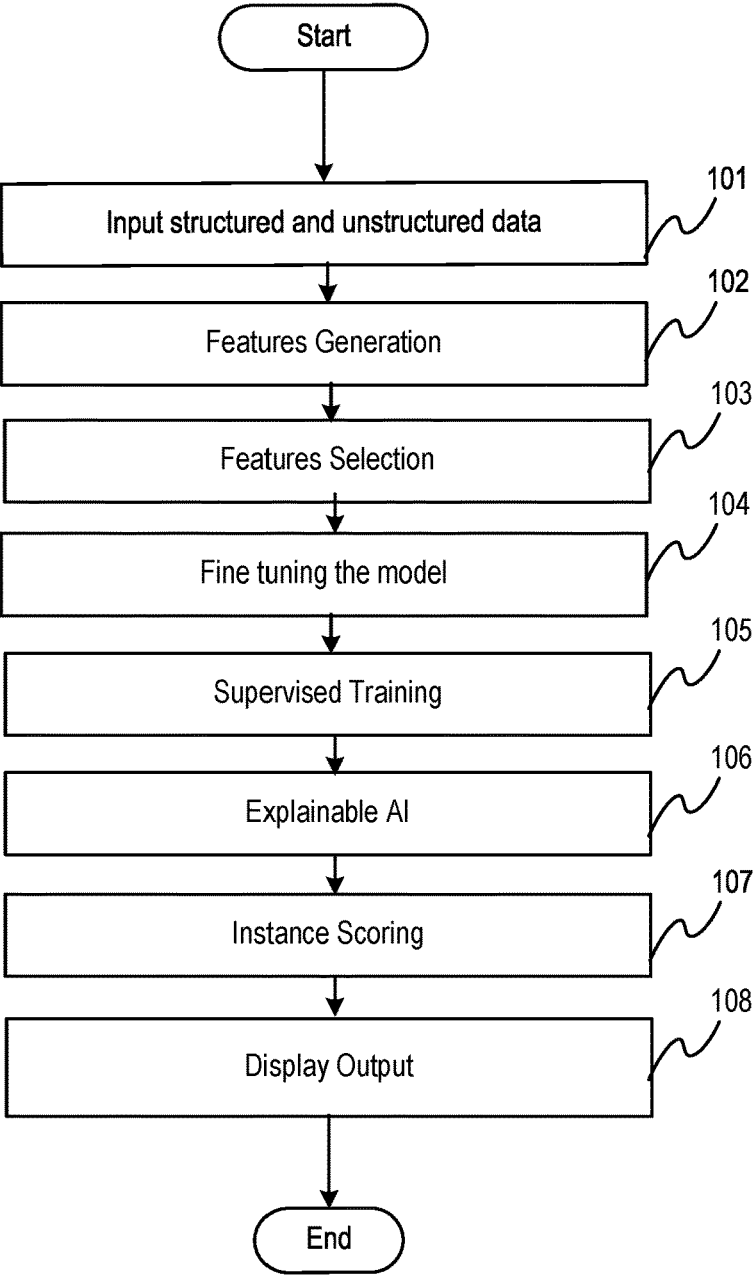 Start
101
Input structured and unstructured data
102
Features Generation
103
Features Selection
104
Fine tuning the model
105
Supervised Training
106
Explainable AI
107
Instance Scoring
108
Display Output
End